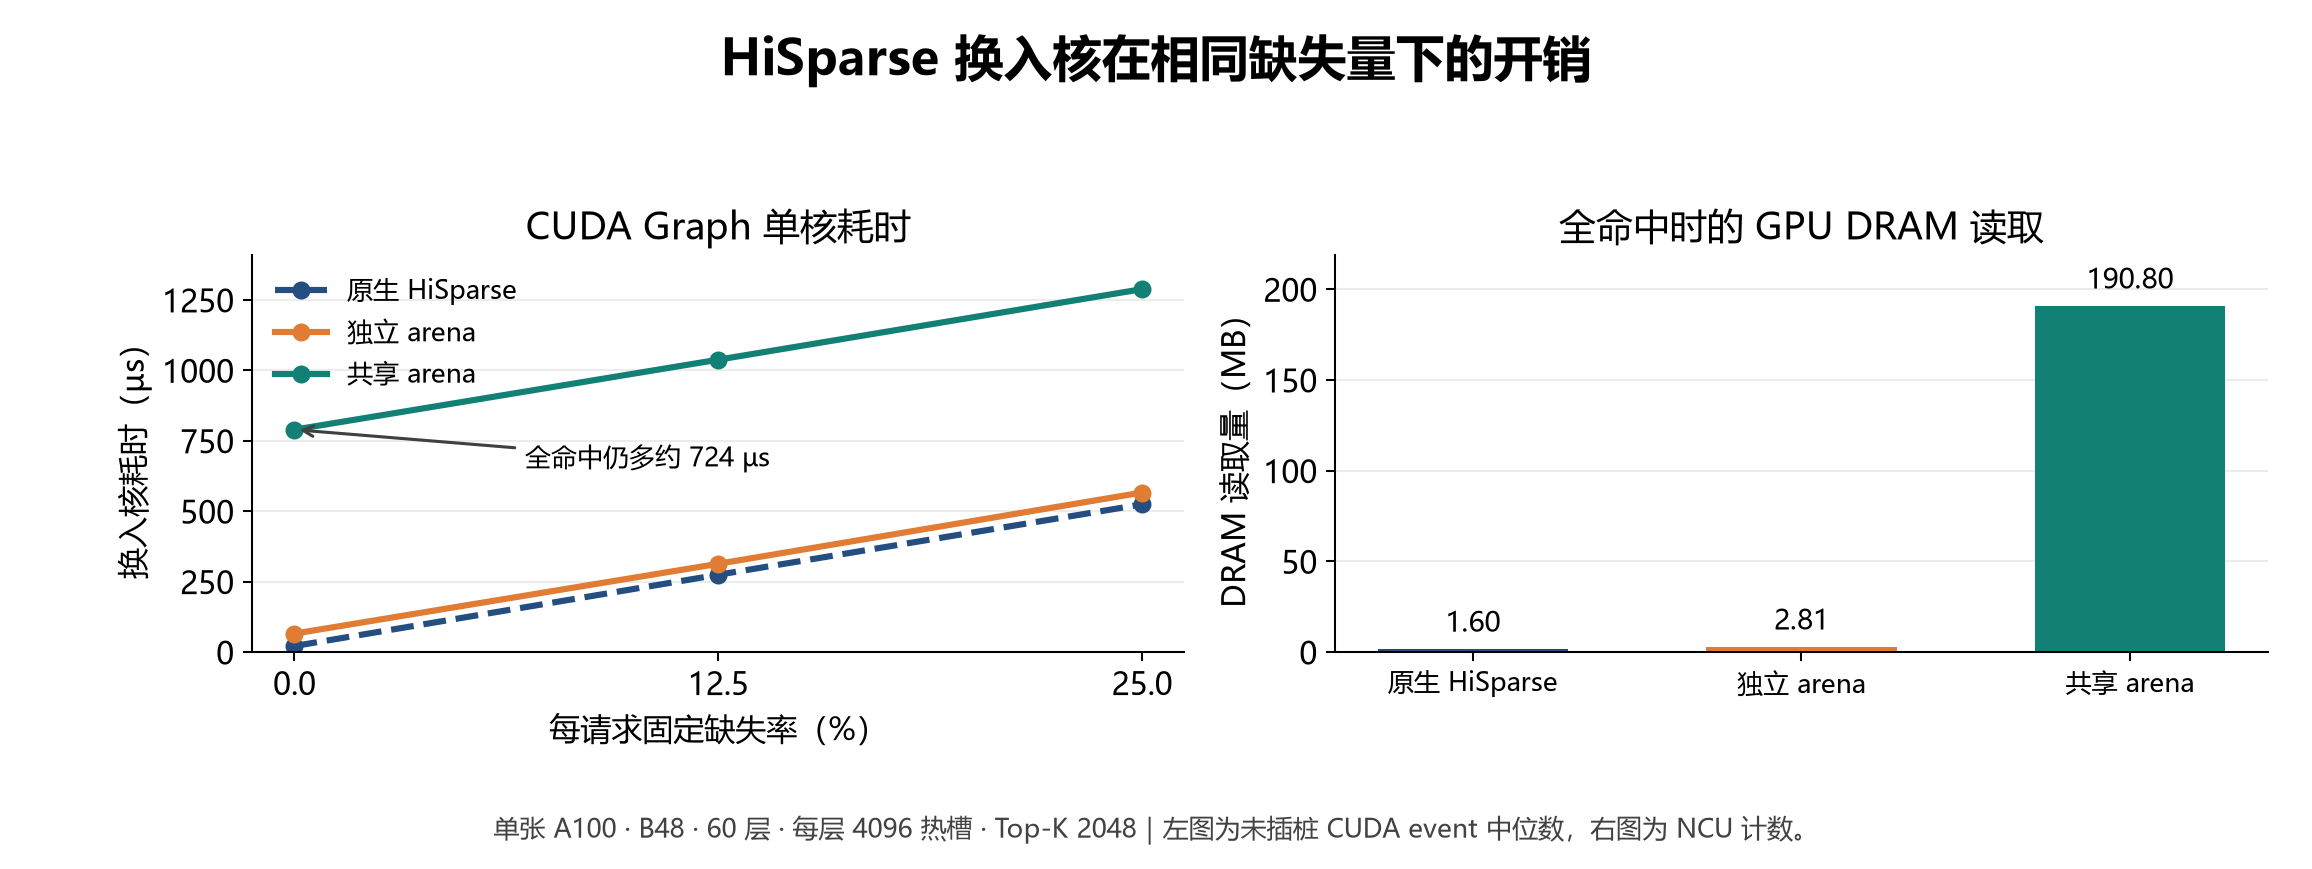 HiSparse 换入核在相同缺失量下的开销
CUDA Graph 单核耗时
换入核耗时（μs）
1250
1000
750
500
250
0
原生 HiSparse
独立 arena
共享 arena
全命中仍多约 724 μs
0.0
12.5
25.0
每请求固定缺失率（%）
全命中时的 GPU DRAM 读取
DRAM 读取量（MB）
200
150
100
50
0
1.60
2.81
190.80
原生 HiSparse
独立 arena
共享 arena
单张 A100 · B48 · 60 层 · 每层 4096 热槽 · Top-K 2048 | 左图为未插桩 CUDA event 中位数，右图为 NCU 计数。